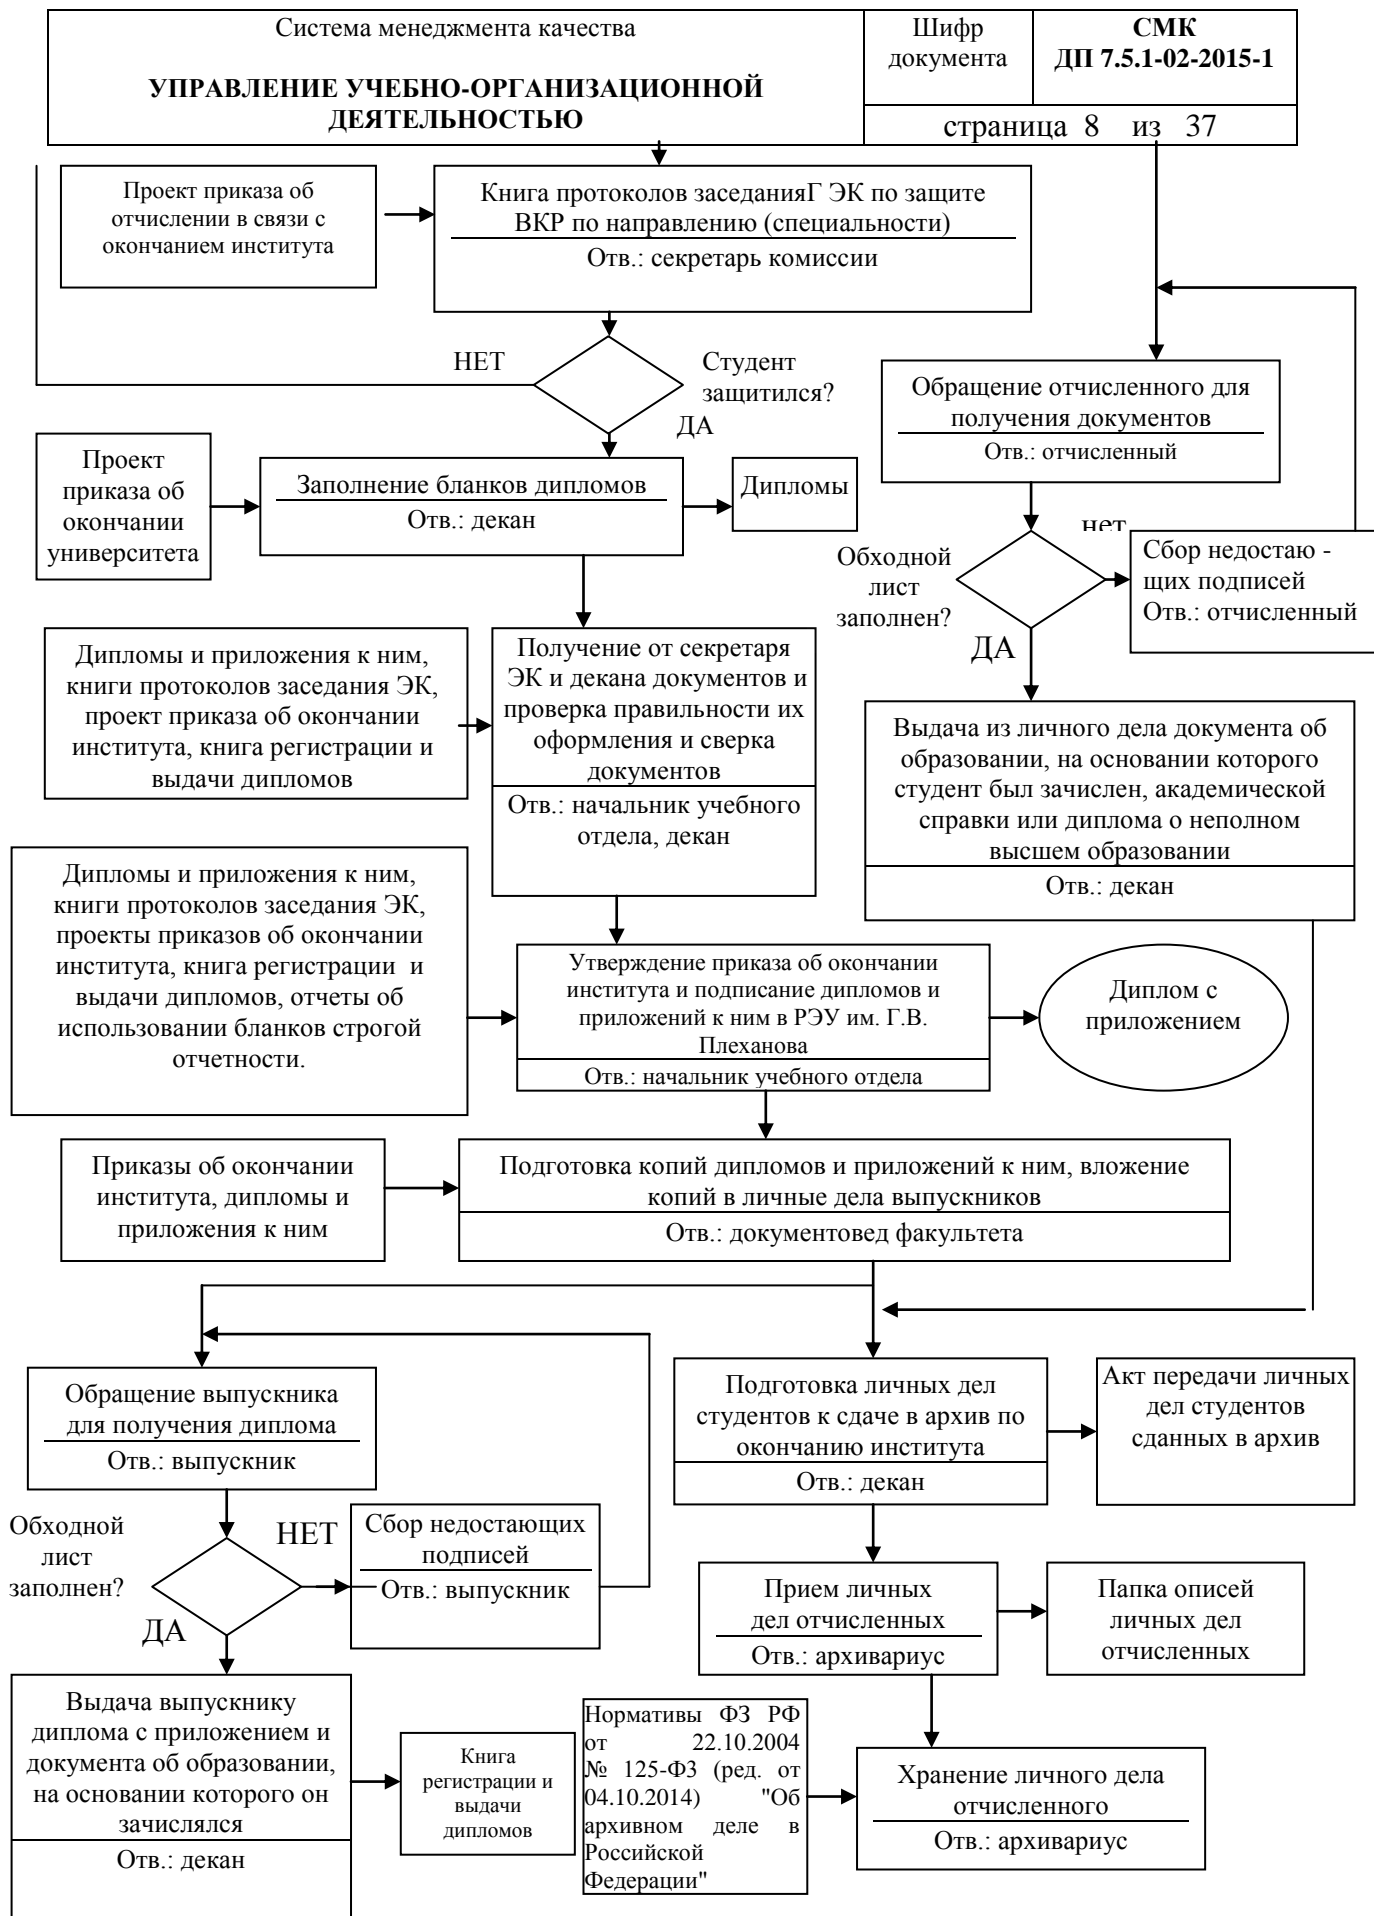 Система менеджмента качества
УПРАВЛЕНИЕ УЧЕБНО-ОРГАНИЗАЦИОННОЙ
ДЕЯТЕЛЬНОСТЬЮ
Шифр
документа
СМК
ДП 7.5.1-02-2015-1
страница 8 из 37
Проект приказа об
отчислении в связи с
окончанием института
Книга протоколов заседанияГ ЭК по защите
ВКР по направлению (специальности)
Отв.: секретарь комиссии
НЕТ
Студент
защитился?
ДА
Обращение отчисленного для
получения документов
Отв.: отчисленный
Проект
приказа об
окончании
университета
Заполнение бланков дипломов
Отв.: декан
Дипломы
Обходной
лист
заполнен?
нет
ДА
Сбор недостаю -
щих подписей
Отв.: отчисленный
Дипломы и приложения к ним,
книги протоколов заседания ЭК,
проект приказа об окончании
института, книга регистрации и
выдачи дипломов
Получение от секретаря
ЭК и декана документов и
проверка правильности их
оформления и сверка
документов
Отв.: начальник учебного
отдела, декан
Выдача из личного дела документа об
образовании, на основании которого
студент был зачислен, академической
справки или диплома о неполном
высшем образовании
Отв.: декан
Дипломы и приложения к ним,
книги протоколов заседания ЭК,
проекты приказов об окончании
института, книга регистрации и
выдачи дипломов, отчеты об
использовании бланков строгой
отчетности.
Утверждение приказа об окончании
института и подписание дипломов и
приложений к ним в РЭУ им. Г.В.
Плеханова
Отв.: начальник учебного отдела
Диплом с
приложением
Приказы об окончании
института, дипломы и
приложения к ним
Подготовка копий дипломов и приложений к ним, вложение
копий в личные дела выпускников
Отв.: документовед факультета
Обращение выпускника
для получения диплома
Отв.: выпускник
Подготовка личных дел
студентов к сдаче в архив по
окончанию института
Отв.: декан
Акт передачи личных
дел студентов
сданных в архив
Обходной
лист
заполнен?
НЕТ
ДА
Сбор недостающих
подписей
Отв.: выпускник
Прием личных
дел отчисленных
Отв.: архивариус
Папка описей
личных дел
отчисленных
Выдача выпускнику
диплома с приложением и
документа об образовании,
на основании которого он
зачислялся
Отв.: декан
Книга
регистрации и
выдачи
дипломов
Нормативы ФЗ РФ
от 22.10.2004
№ 125-ФЗ (ред. от
04.10.2014) "Об
архивном деле в
Российской
Федерации"
Хранение личного дела
отчисленного
Отв.: архивариус